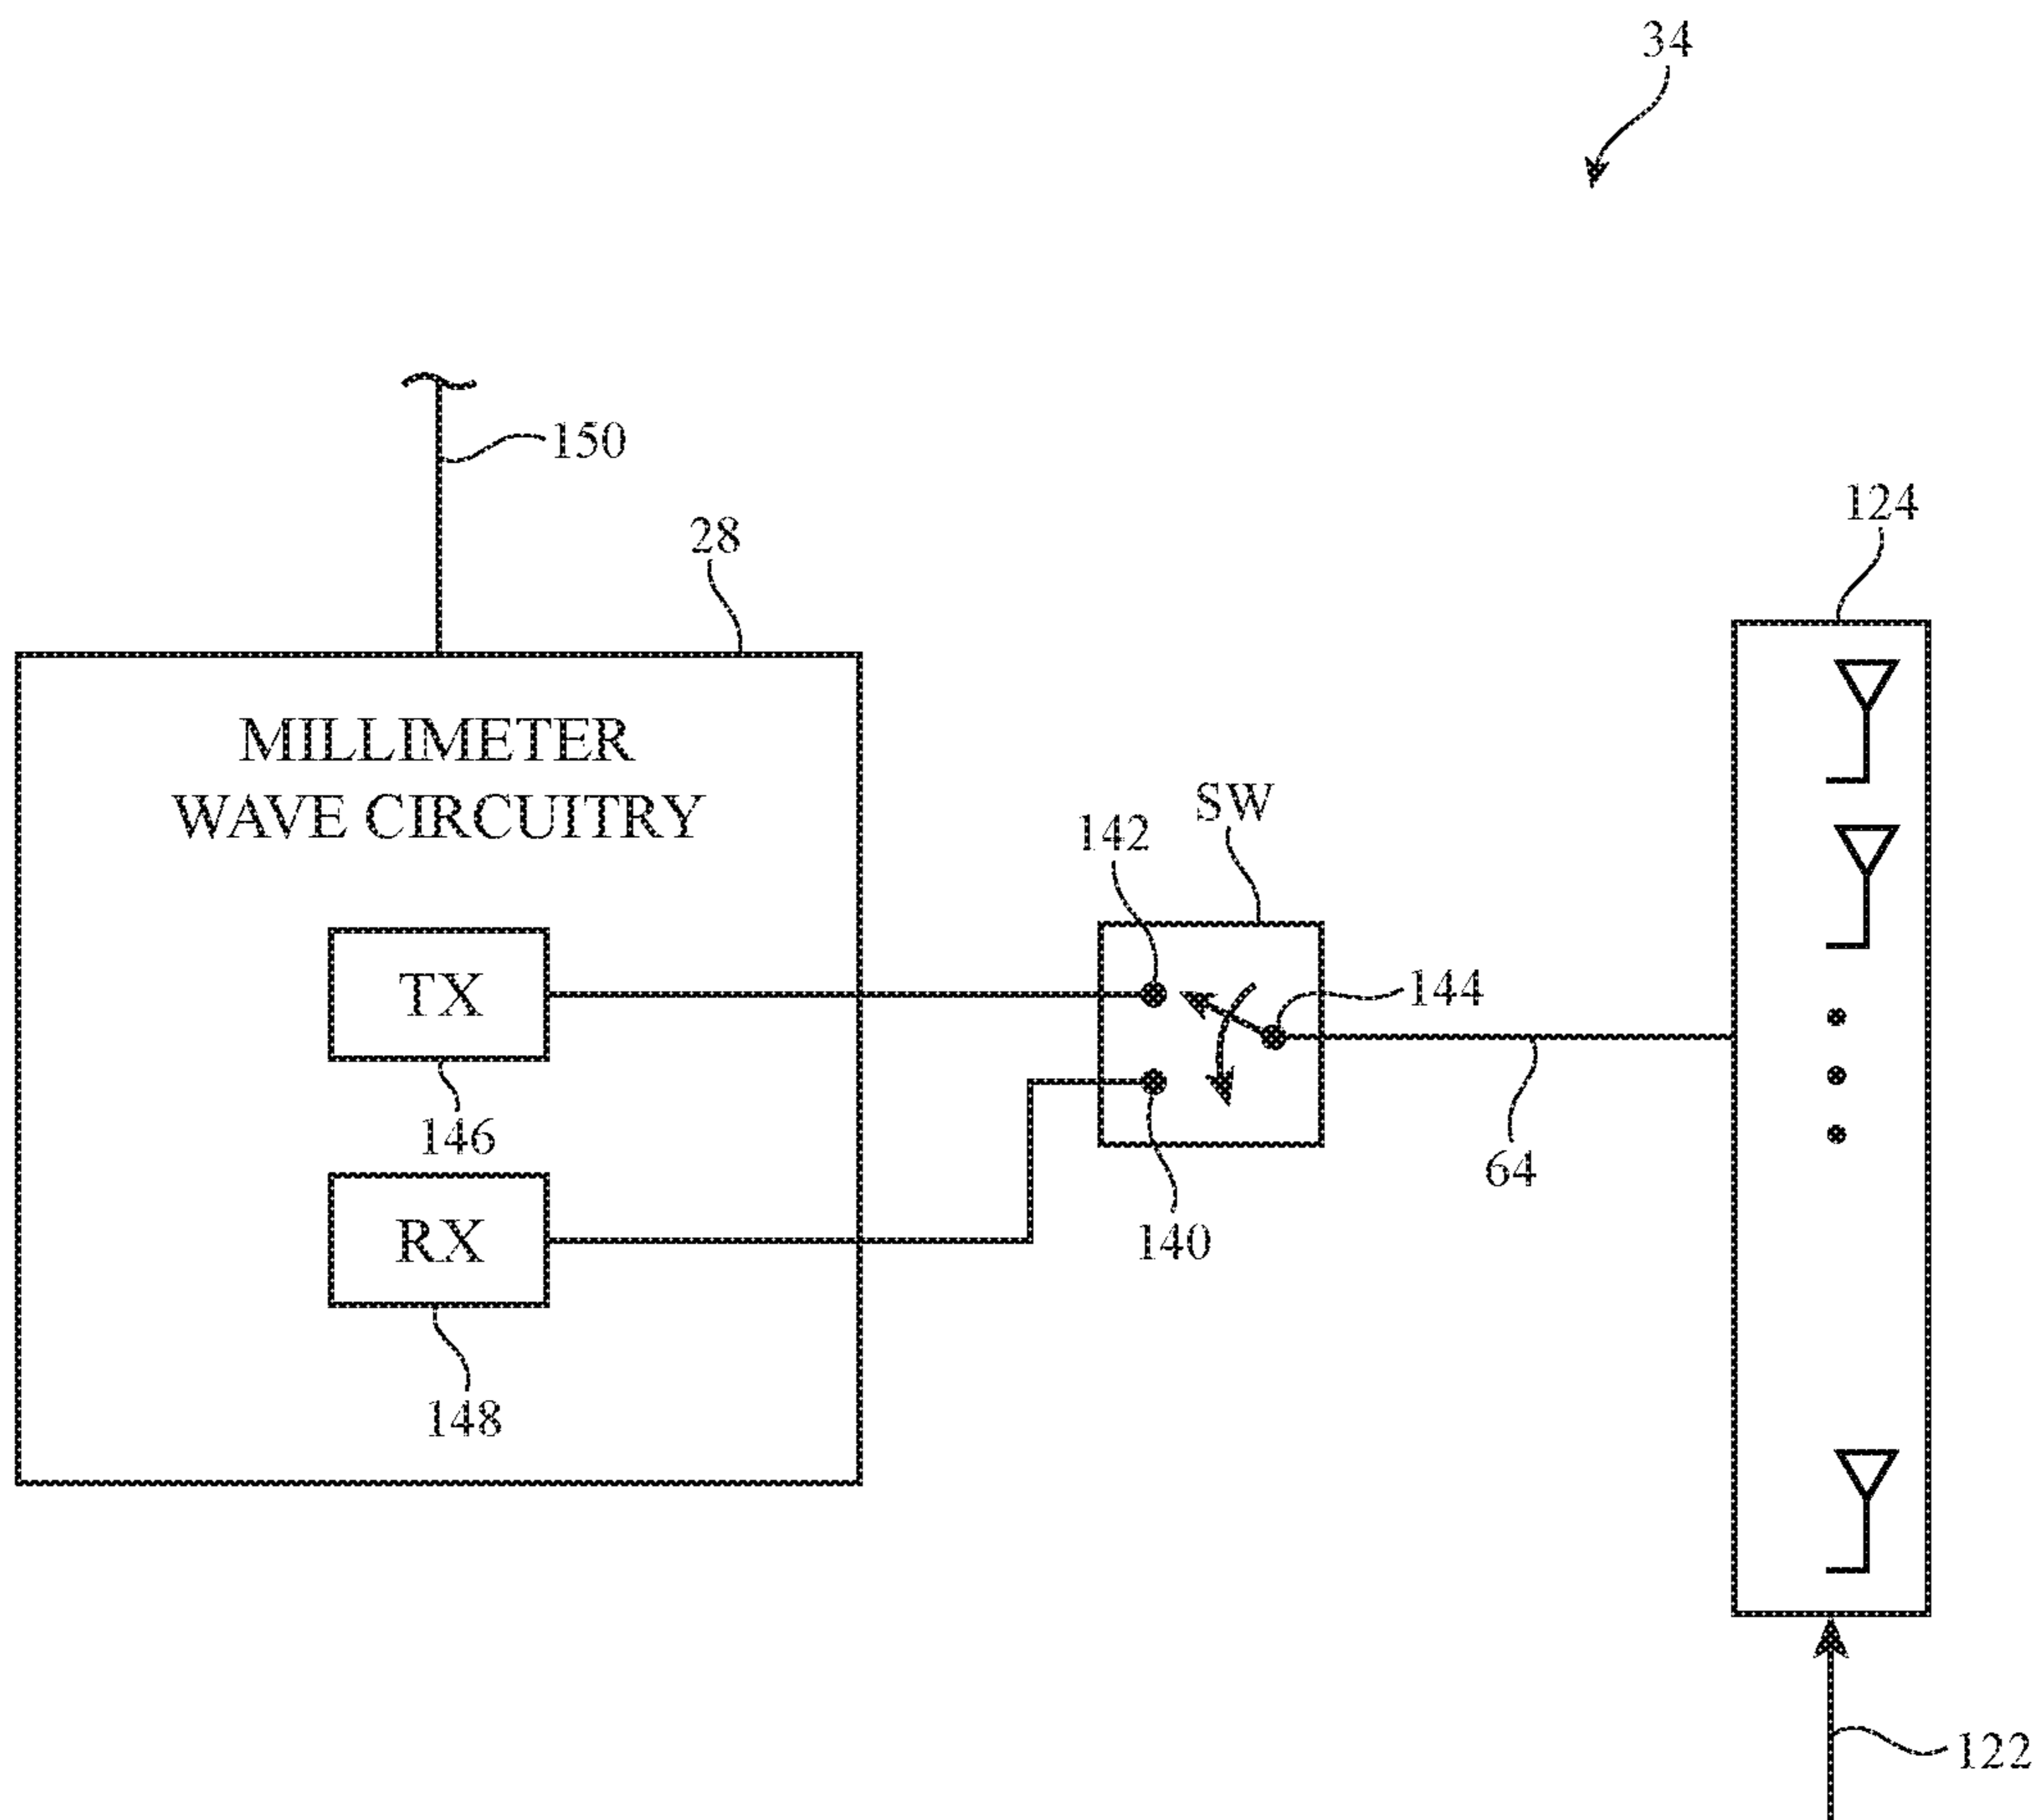 34
150
124
28
MILLIMETER
WAVE CIRCUITRY
SW
142
TX
144
146
64
RX
140
148
122